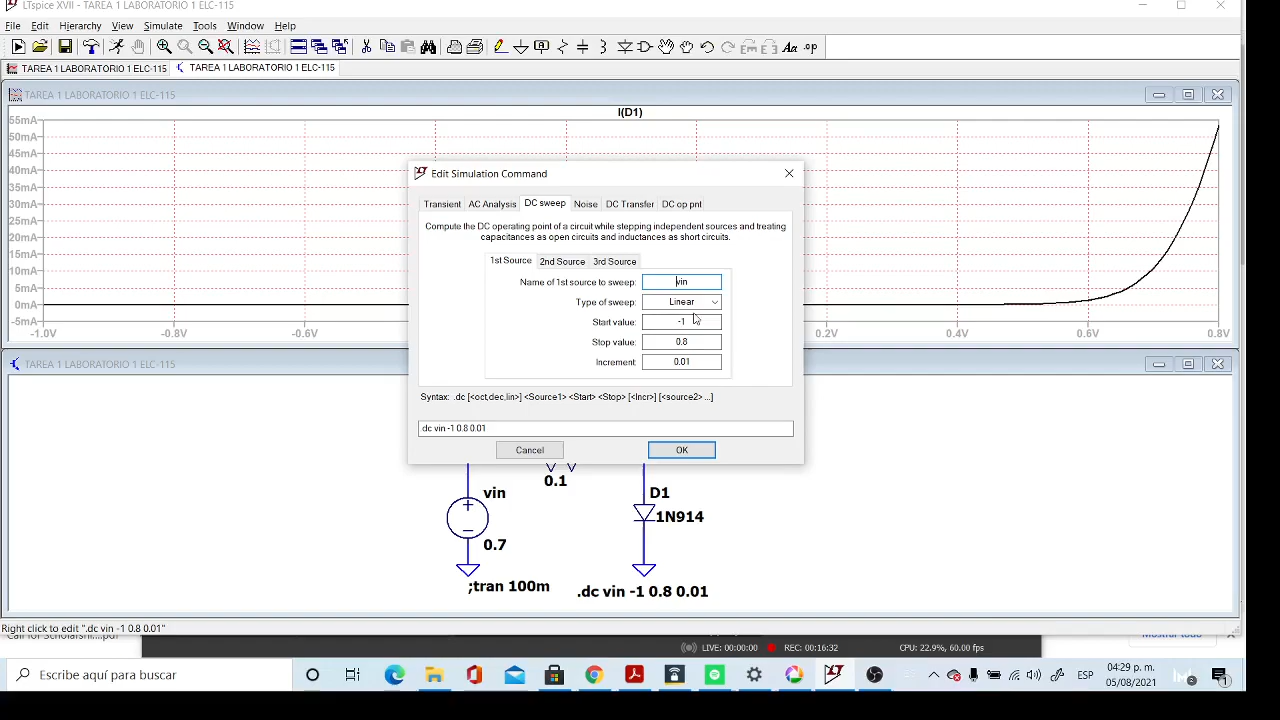 LTspice XVII - TAREA 1 LABORATORIO 1 ELC-115
File Edit Hierarchy View Simulate Tools Window Help
TAREA 1 LABORATORIO 1 ELC-115 TAREA 1 LABORATORIO 1 ELC-115
TAREA 1 LABORATORIO 1 ELC-115
I(D1)
55mA
50mA
45mA
40mA
35mA
30mA
25mA
20mA
15mA
10mA
5mA
0mA
-5mA
-1.0V -0.8V -0.6V 0.2V 0.4V 0.6V 0.8V
Edit Simulation Command
Transient AC Analysis DC sweep Noise DC Transfer DC op pnt
Compute the DC operating point of a circuit while stepping independent sources and treating
capacitances as open circuits and inductances as short circuits.
1st Source 2nd Source 3rd Source
Name of 1st source to sweep: vin
Type of sweep: Linear
Start value: -1
Stop value: 0.8
Increment: 0.01
Syntax: .dc [<oct,dec,lin>] <Source1> <Start> <Stop> [<Incr>] [<source2> ...]
.dc vin -1 0.8 0.01
Cancel OK
TAREA 1 LABORATORIO 1 ELC-115
0.1
vin
0.7
D1
1N914
;tran 100m
.dc vin -1 0.8 0.01
Right click to edit ".dc vin -1 0.8 0.01"
Mostrar todo
LIVE: 00:00:00 REC: 00:16:32 CPU: 22.9%, 60.00 fps
Escribe aquí para buscar
ESP
04:29 p. m.
05/08/2021